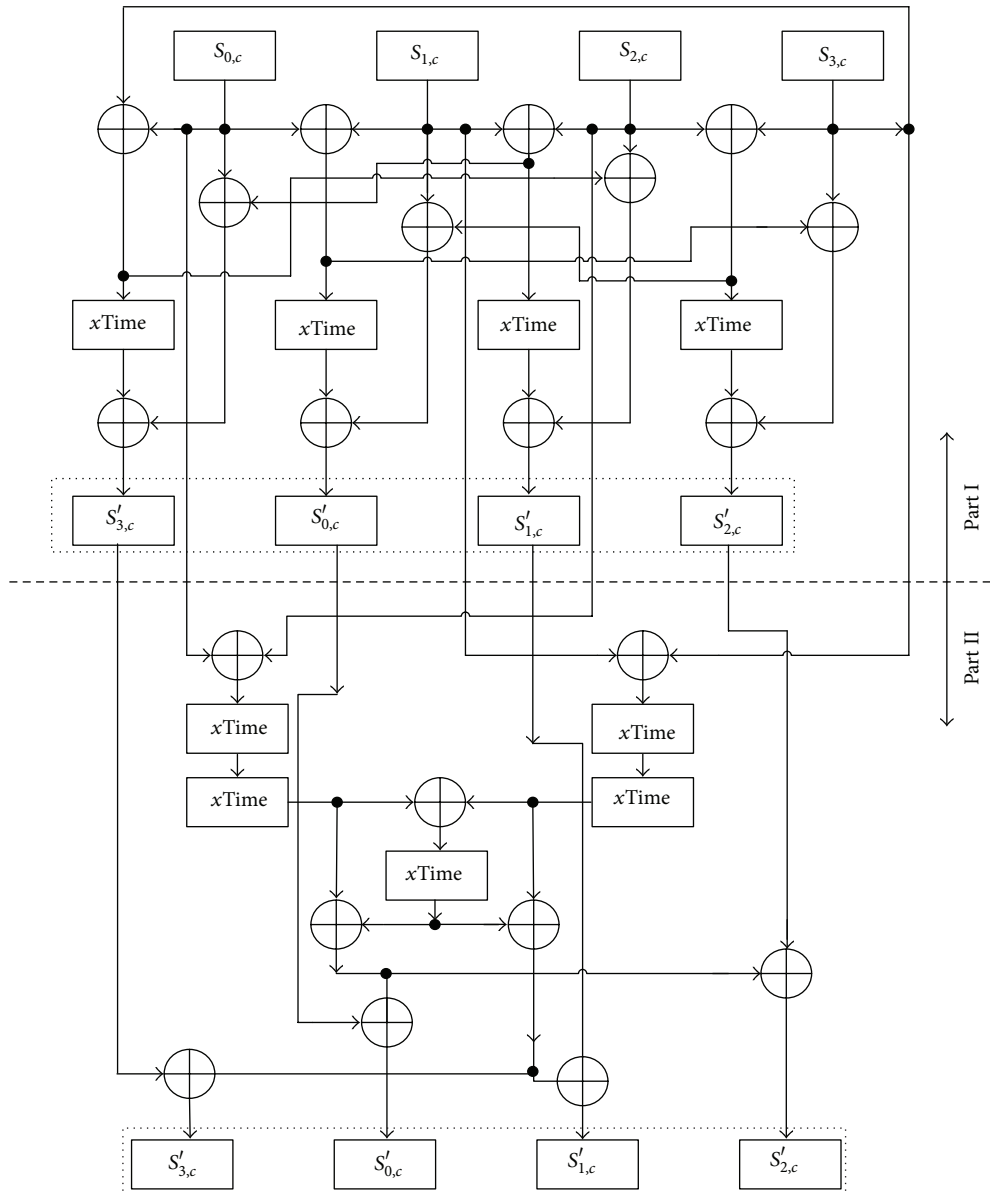 S0,c
S1,c
S2,c
S3,c
xTime
xTime
xTime
xTime
S′3,c
S′0,c
S′1,c
S′2,c
Part I
Part II
xTime
xTime
xTime
xTime
xTime
S′3,c
S′0,c
S′1,c
S′2,c